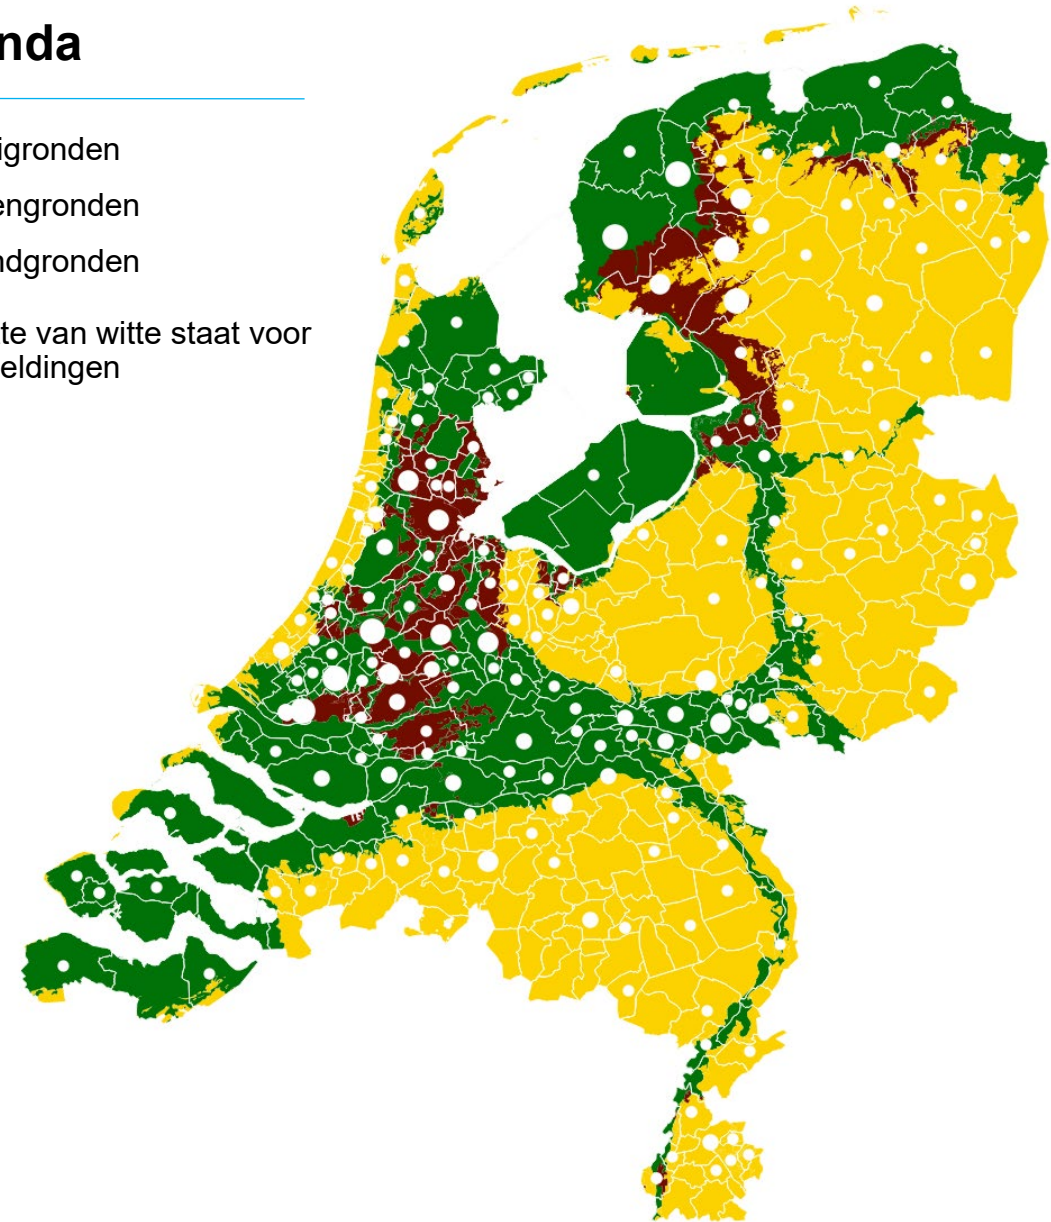 nda
igronden
engronden
ndgronden
te van witte staat voor
eldingen